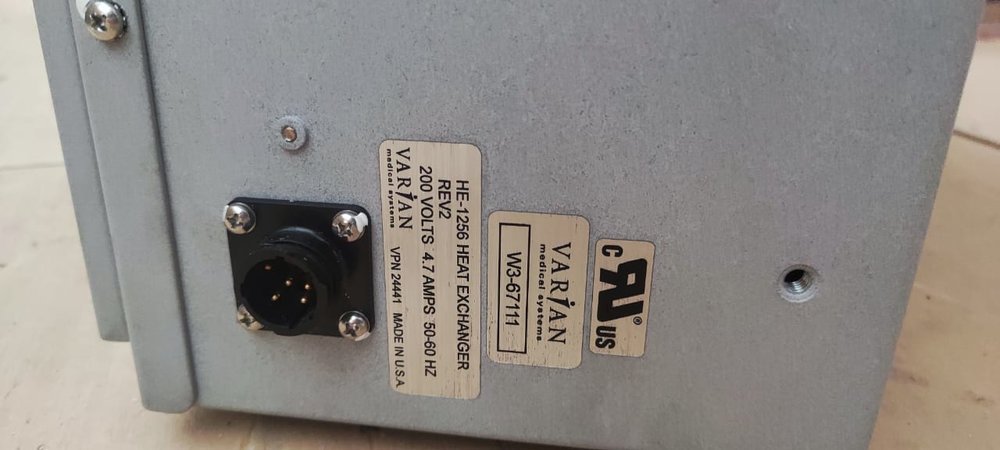 HE-1256 HEAT EXCHANGER
REV2
200 VOLTS 4.7 AMPS 50-60 HZ
VARIAN
medical systems
VPN 24441 MADE IN U.S.A.
VARIAN
medical systems
W3-67111
C RU® US